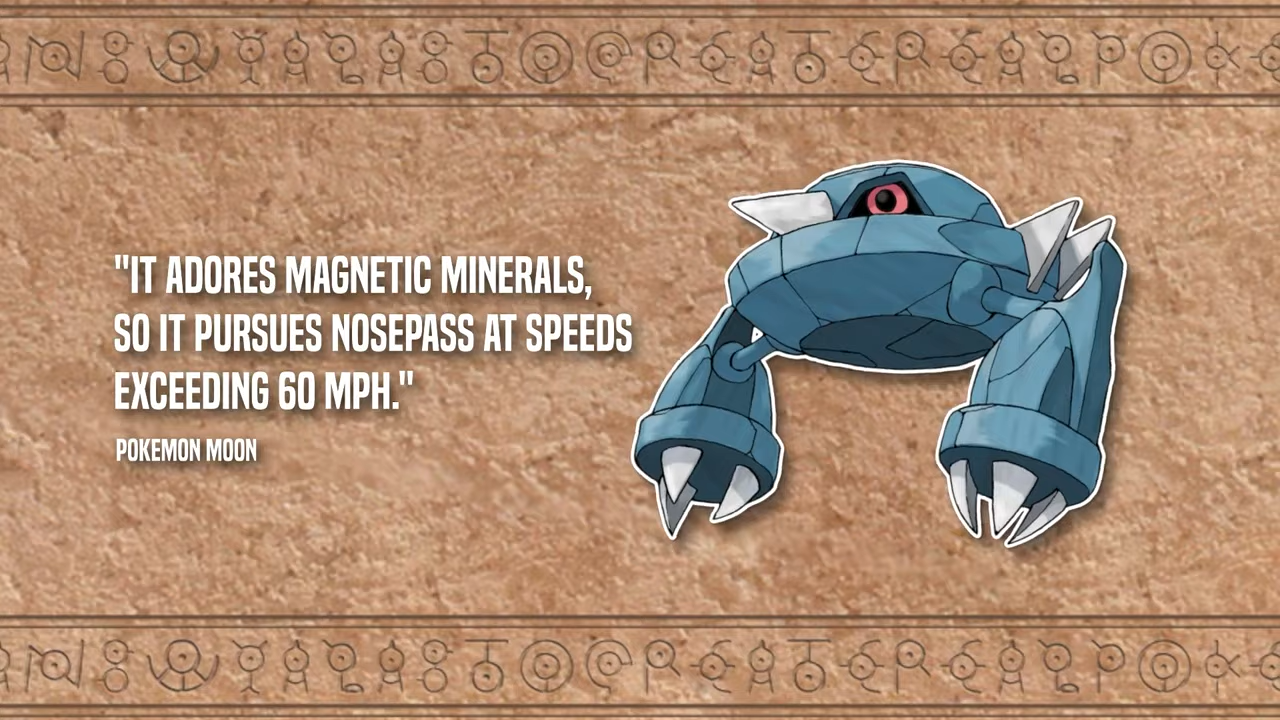 "IT ADORES MAGNETIC MINERALS,
SO IT PURSUES NOSEPASS AT SPEEDS
EXCEEDING 60 MPH."
POKEMON MOON